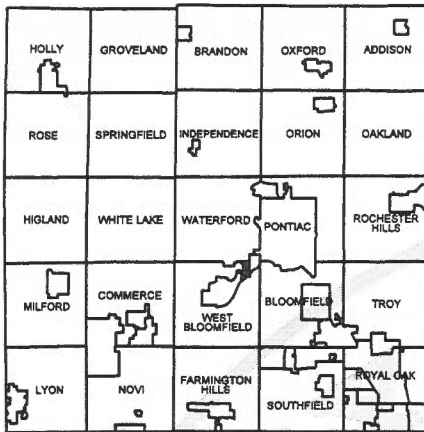 HOLLY GROVELAND BRANDON OXFORD ADDISON
ROSE SPRINGFIELD INDEPENDENCE ORION OAKLAND
HIGLAND WHITE LAKE WATERFORD PONTIAC ROCHESTER
HILLS
MILFORD COMMERCE WEST
BLOOMFIELD BLOOMFIELD TROY
LYON NOVI FARMINGTON
HILLS SOUTHFIELD ROYAL OAK